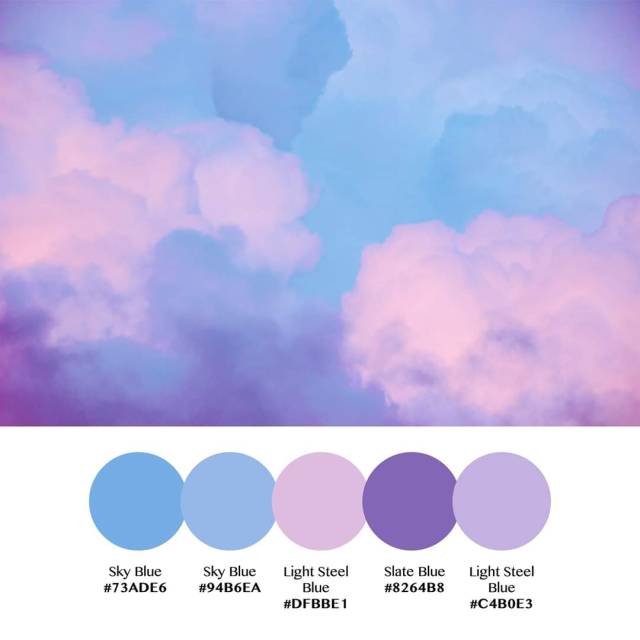 Sky Blue
#73ADE6
Sky Blue
#94B6EA
Light Steel
Blue
#DFBBE1
Slate Blue
#8264B8
Light Steel
Blue
#C4B0E3